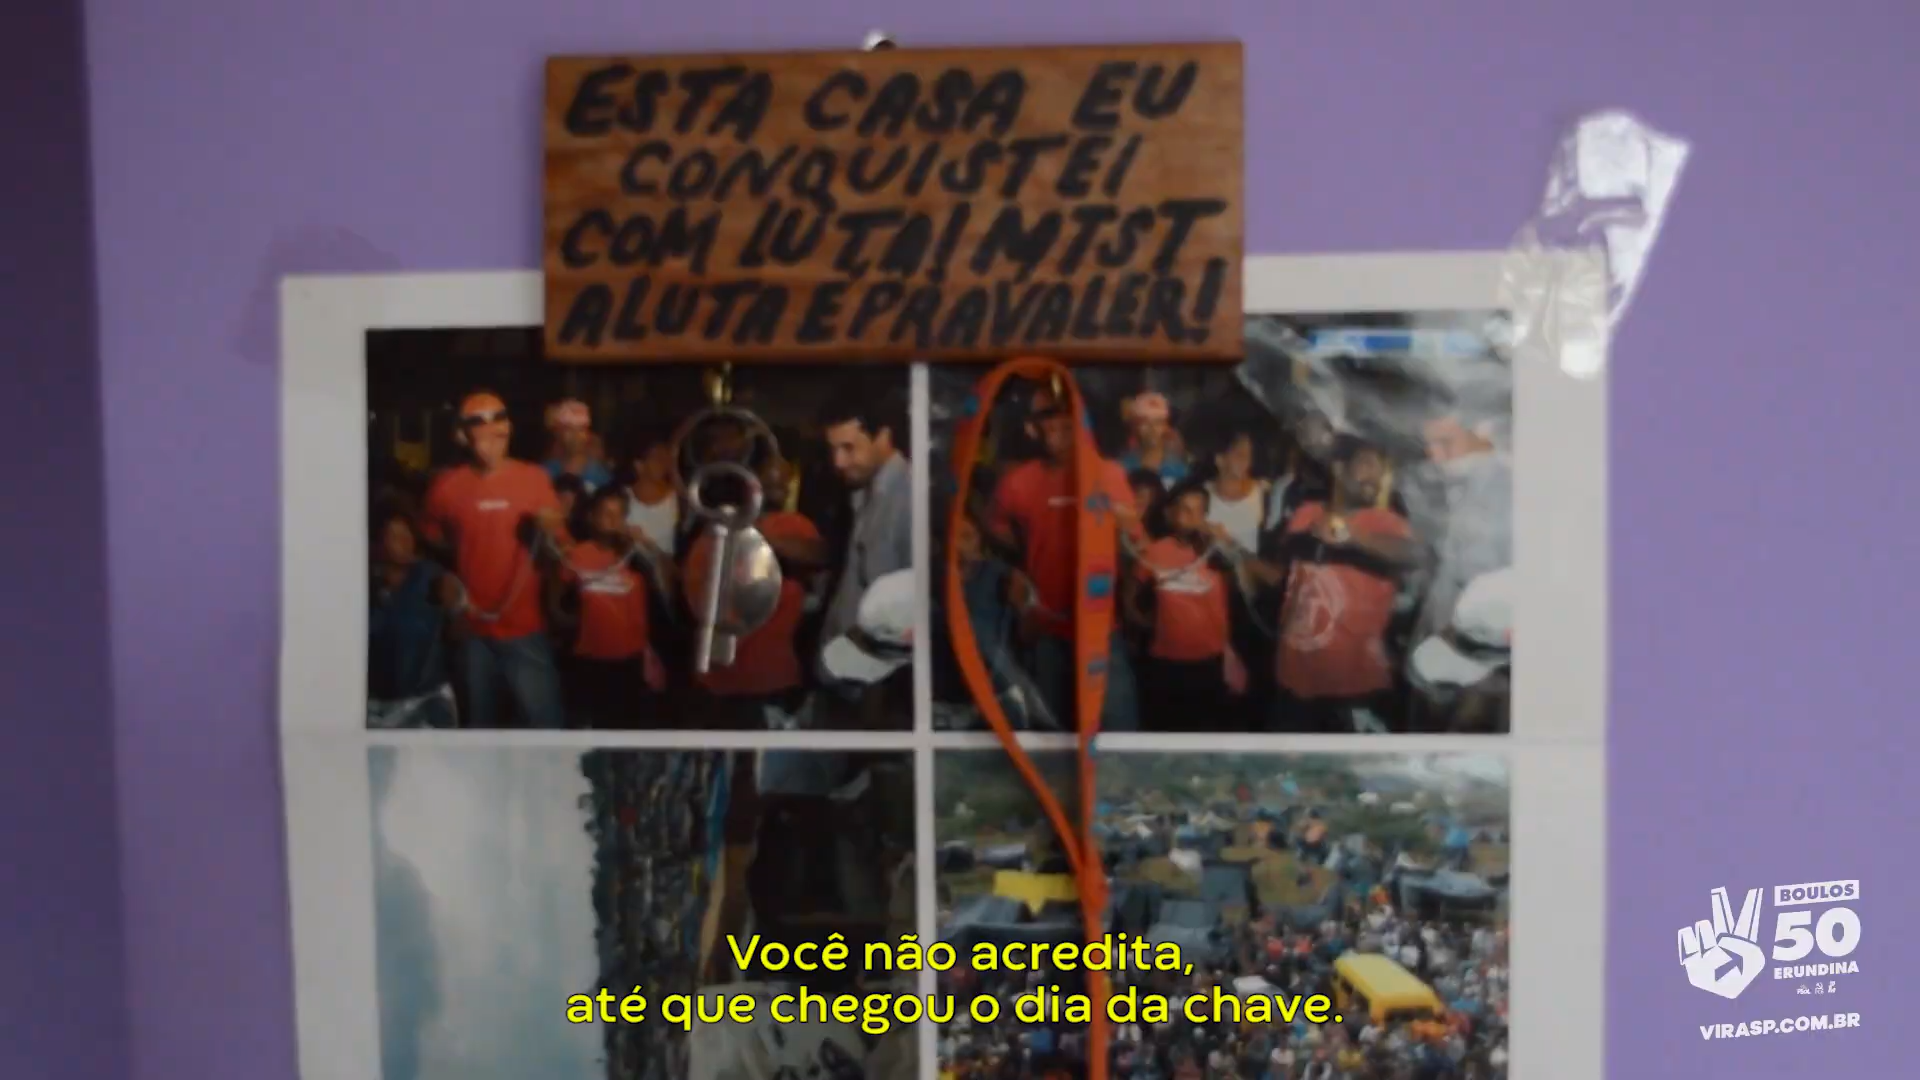 ESTA CASA EU
CONQUISTEI
COM LUTA! MTST
A LUTA E PRA VALER!
Você não acredita,
até que chegou o dia da chave.
BOULOS
50
ERUNDINA
VIRASP.COM.BR